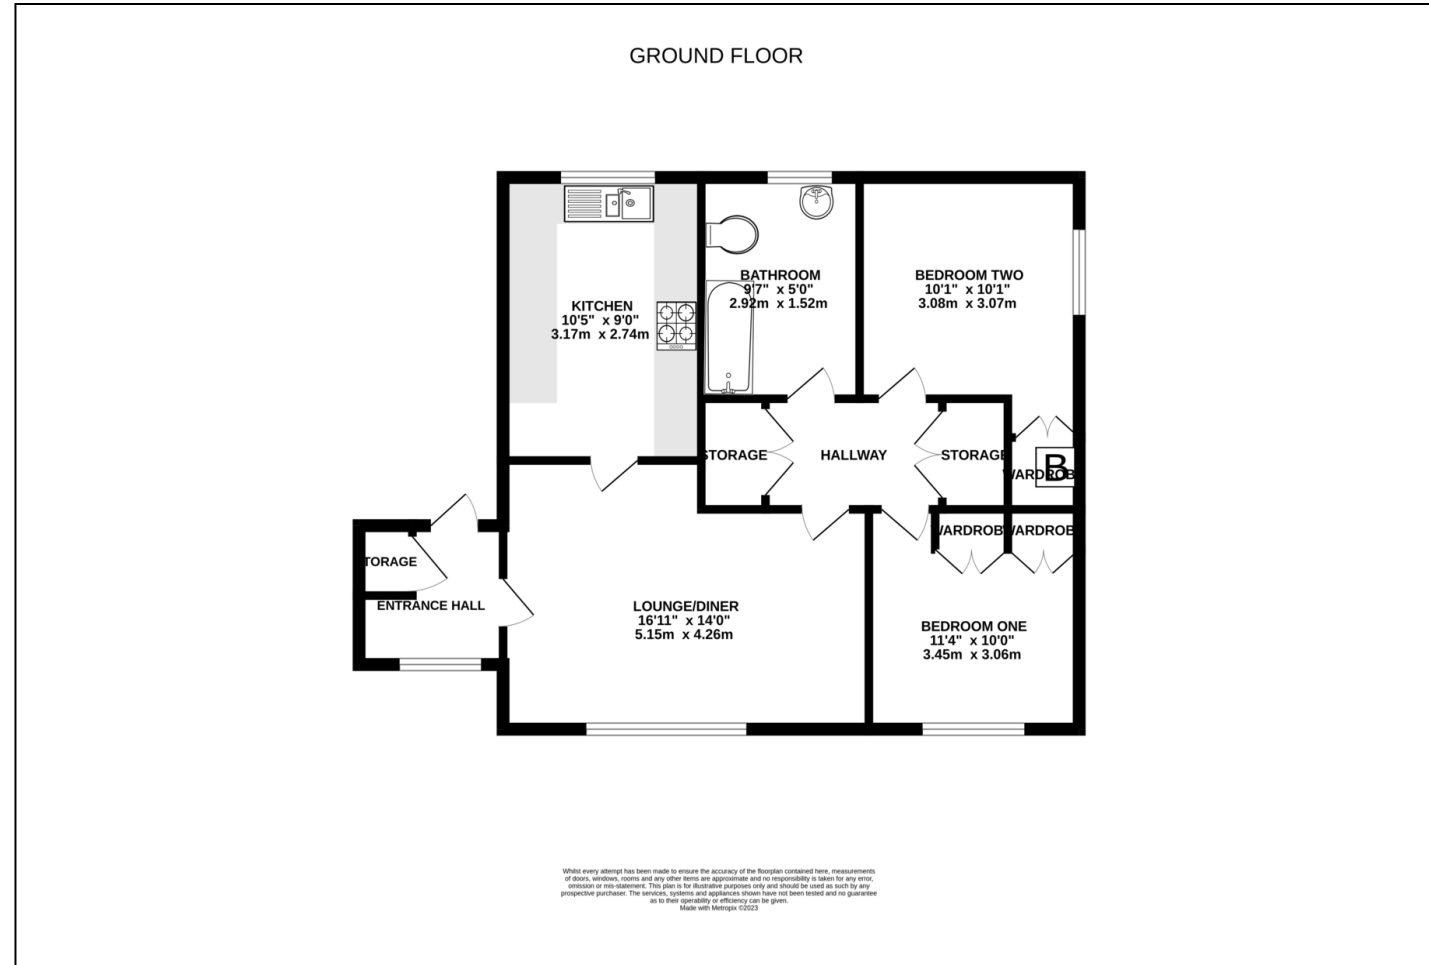 GROUND FLOOR
KITCHEN
10'5" x 9'0"
3.17m x 2.74m
BATHROOM
9'7" x 5'0"
2.92m x 1.52m
BEDROOM TWO
10'1" x 10'1"
3.08m x 3.07m
STORAGE
HALLWAY
STORAGE
WARDROB
B
WARDROB
WARDROB
TORAGE
ENTRANCE HALL
LOUNGE/DINER
16'11" x 14'0"
5.15m x 4.26m
BEDROOM ONE
11'4" x 10'0"
3.45m x 3.06m
Whilst every attempt has been made to ensure the accuracy of the floorplan contained here, measurements
of doors, windows, rooms and any other items are approximate and no responsibility is taken for any error,
omission or mis-statement. This plan is for illustrative purposes only and should be used as such by any
prospective purchaser. The services, systems and appliances shown have not been tested and no guarantee
as to their operability or efficiency can be given.
Made with Metropix ©2023